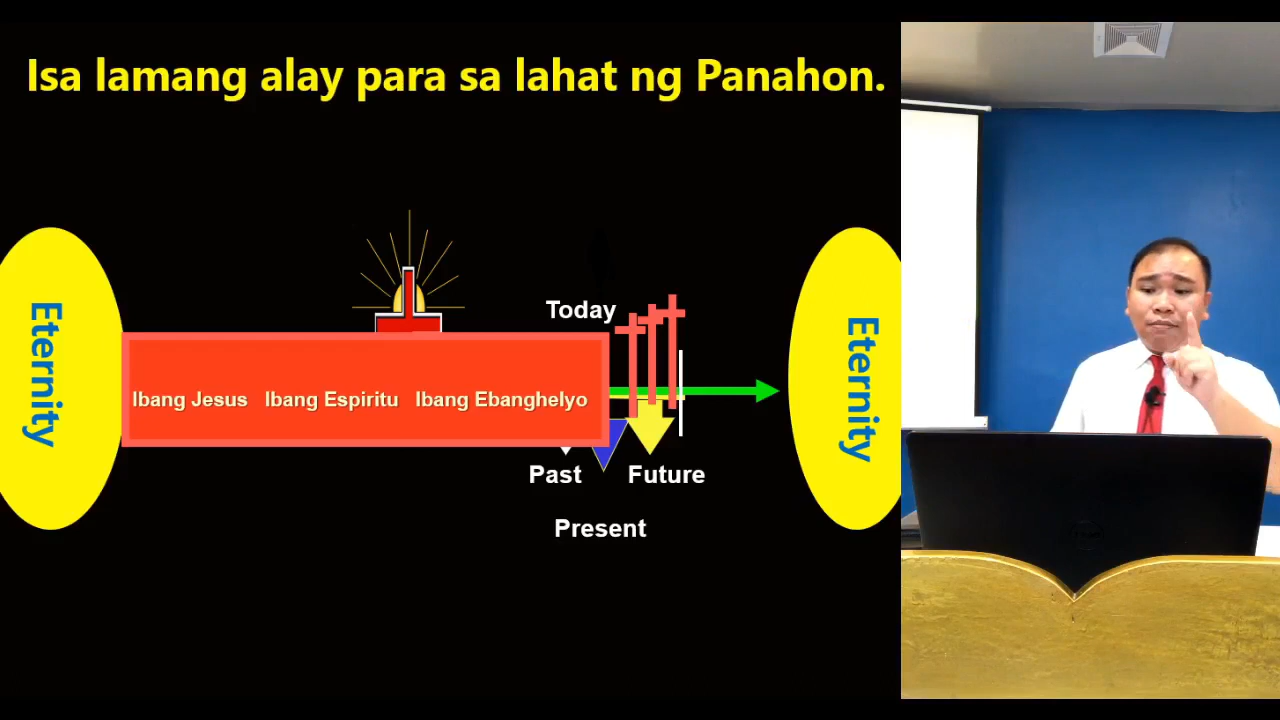 Isa lamang alay para sa lahat ng Panahon.
Eternity
Today
Ibang Jesus Ibang Espiritu Ibang Ebanghelyo
Past
Future
Present
Eternity